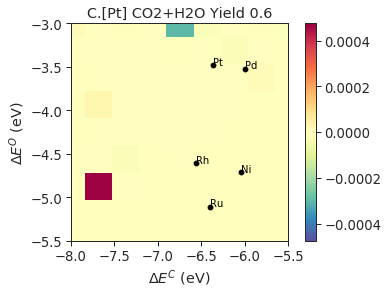 C.[Pt] CO2+H2O Yield 0.6
−3.0
−3.5
−4.0
−4.5
−5.0
−5.5
ΔE^O (eV)
Pt
Pd
Rh
Ni
Ru
−8.0 −7.5 −7.0 −6.5 −6.0 −5.5
ΔE^C (eV)
0.0004
0.0002
0.0000
−0.0002
−0.0004